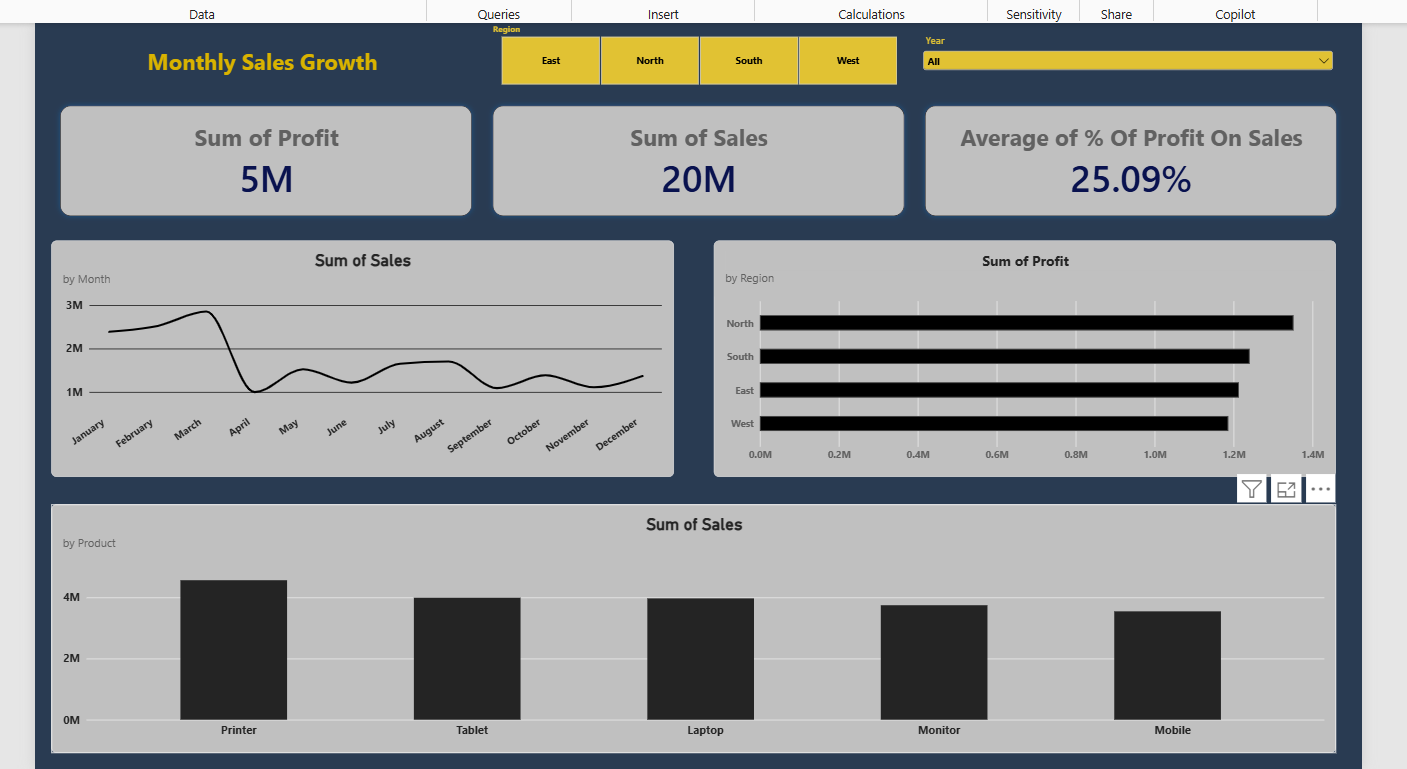 Data Queries Insert Calculations Sensitivity Share Copilot
Monthly Sales Growth
Region
East North South West
Year
All
Sum of Profit
5M
Sum of Sales
20M
Average of % Of Profit On Sales
25.09%
Sum of Sales
by Month
3M
2M
1M
January February March April May June July August September October November December
Sum of Profit
by Region
North
South
East
West
0.0M 0.2M 0.4M 0.6M 0.8M 1.0M 1.2M 1.4M
Sum of Sales
by Product
4M
2M
0M
Printer Tablet Laptop Monitor Mobile